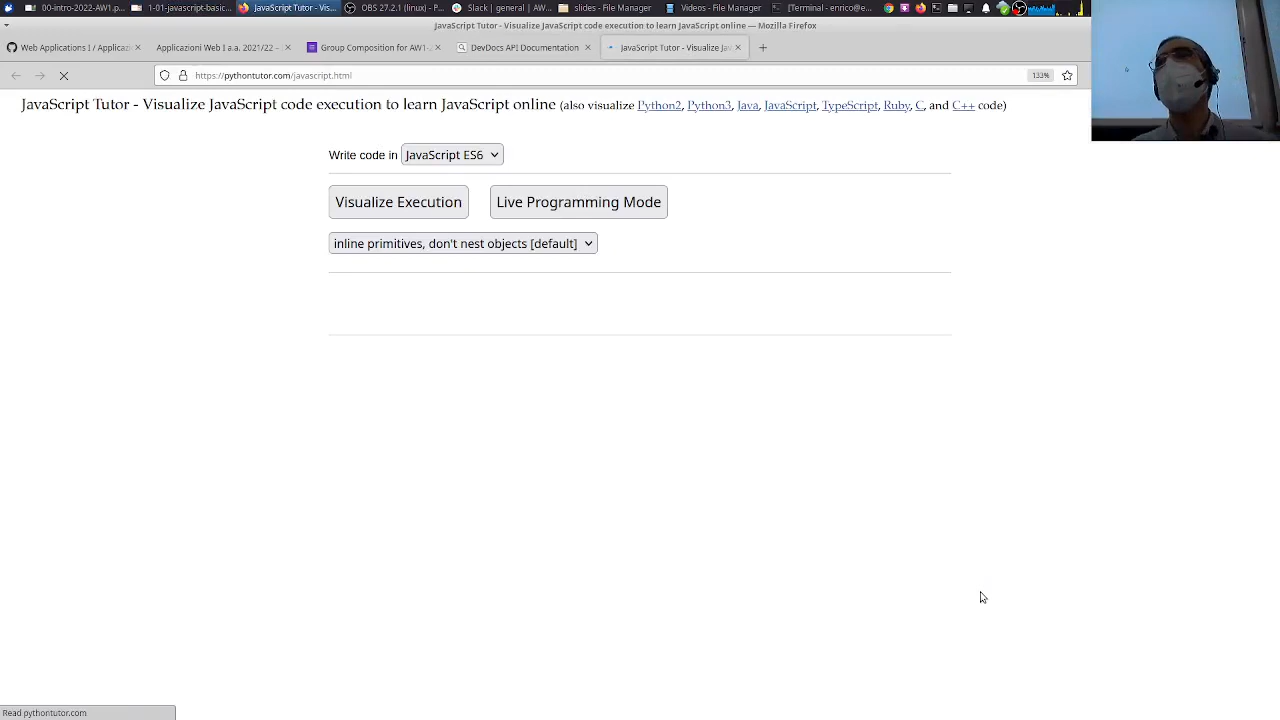 00-intro-2022-AW1.p...
1-01-javascript-basic...
JavaScript Tutor - Vis...
OBS 27.2.1 (linux) - P...
Slack | general | AW...
slides - File Manager
Videos - File Manager
[Terminal - enrico@e...
JavaScript Tutor - Visualize JavaScript code execution to learn JavaScript online — Mozilla Firefox
Web Applications I / Applicazi
Applicazioni Web I a.a. 2021/22 –
Group Composition for AW1-
DevDocs API Documentation
JavaScript Tutor - Visualize Jav
https://pythontutor.com/javascript.html
133%
JavaScript Tutor - Visualize JavaScript code execution to learn JavaScript online (also visualize Python2, Python3, Java, JavaScript, TypeScript, Ruby, C, and C++ code)
Write code in JavaScript ES6
Visualize Execution Live Programming Mode
inline primitives, don't nest objects [default]
Read pythontutor.com